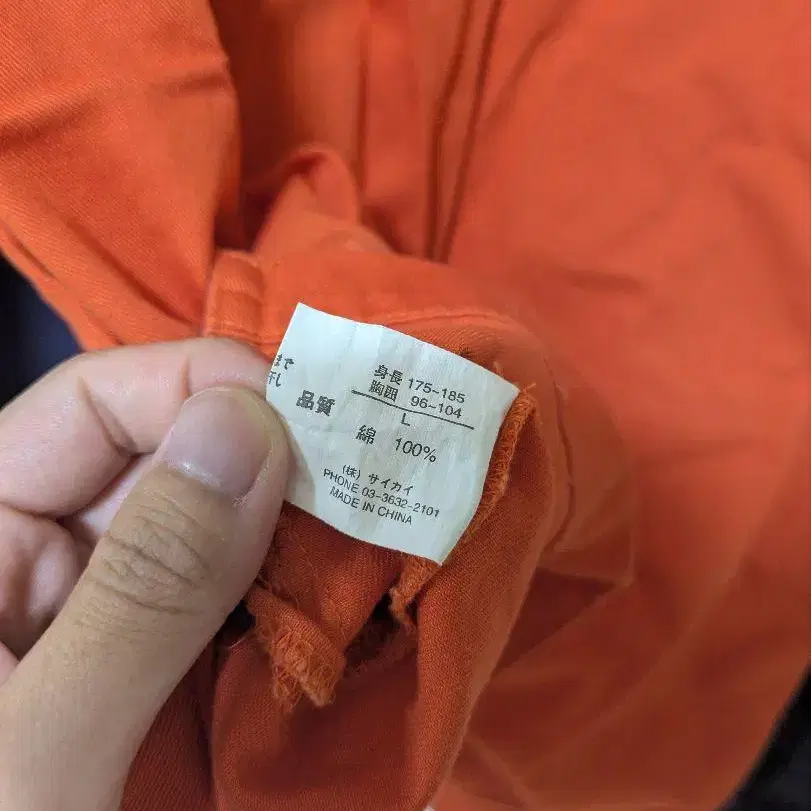 まで
干し
身長 175-185
胸囲 96-104
L
品質
綿 100%
(株) サイカイ
PHONE 03-3632-2101
MADE IN CHINA